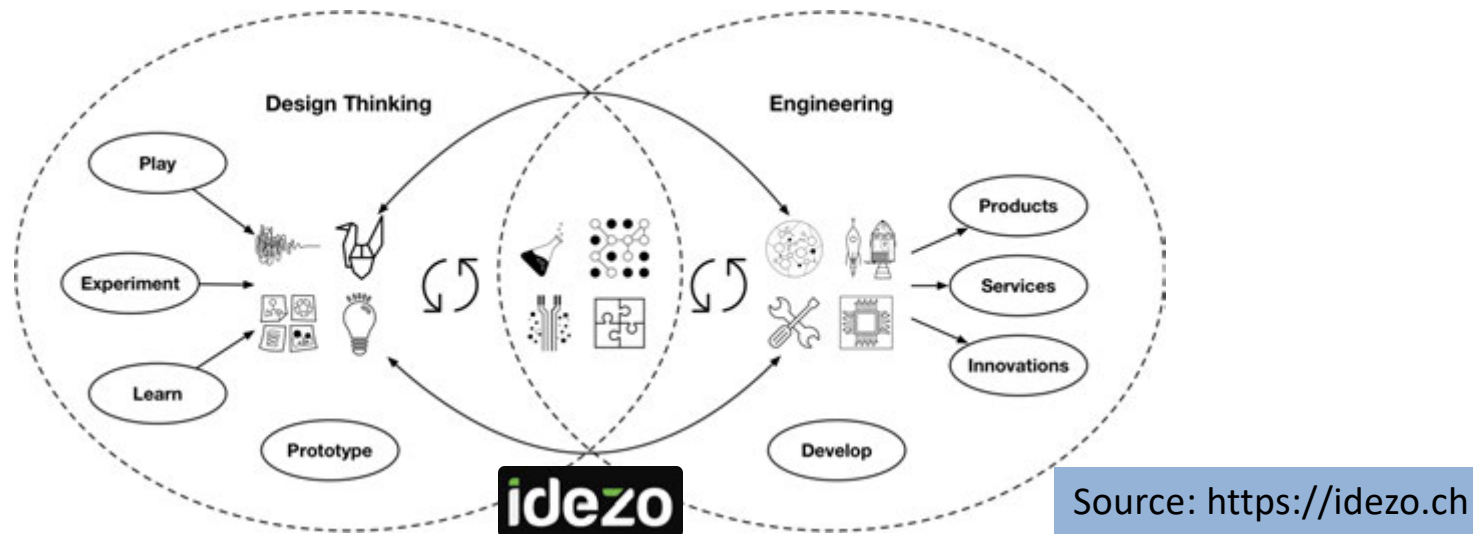 Design Thinking
Engineering
Play
Experiment
Learn
Prototype
Products
Services
Innovations
Develop
idezo
Source: https://idezo.ch